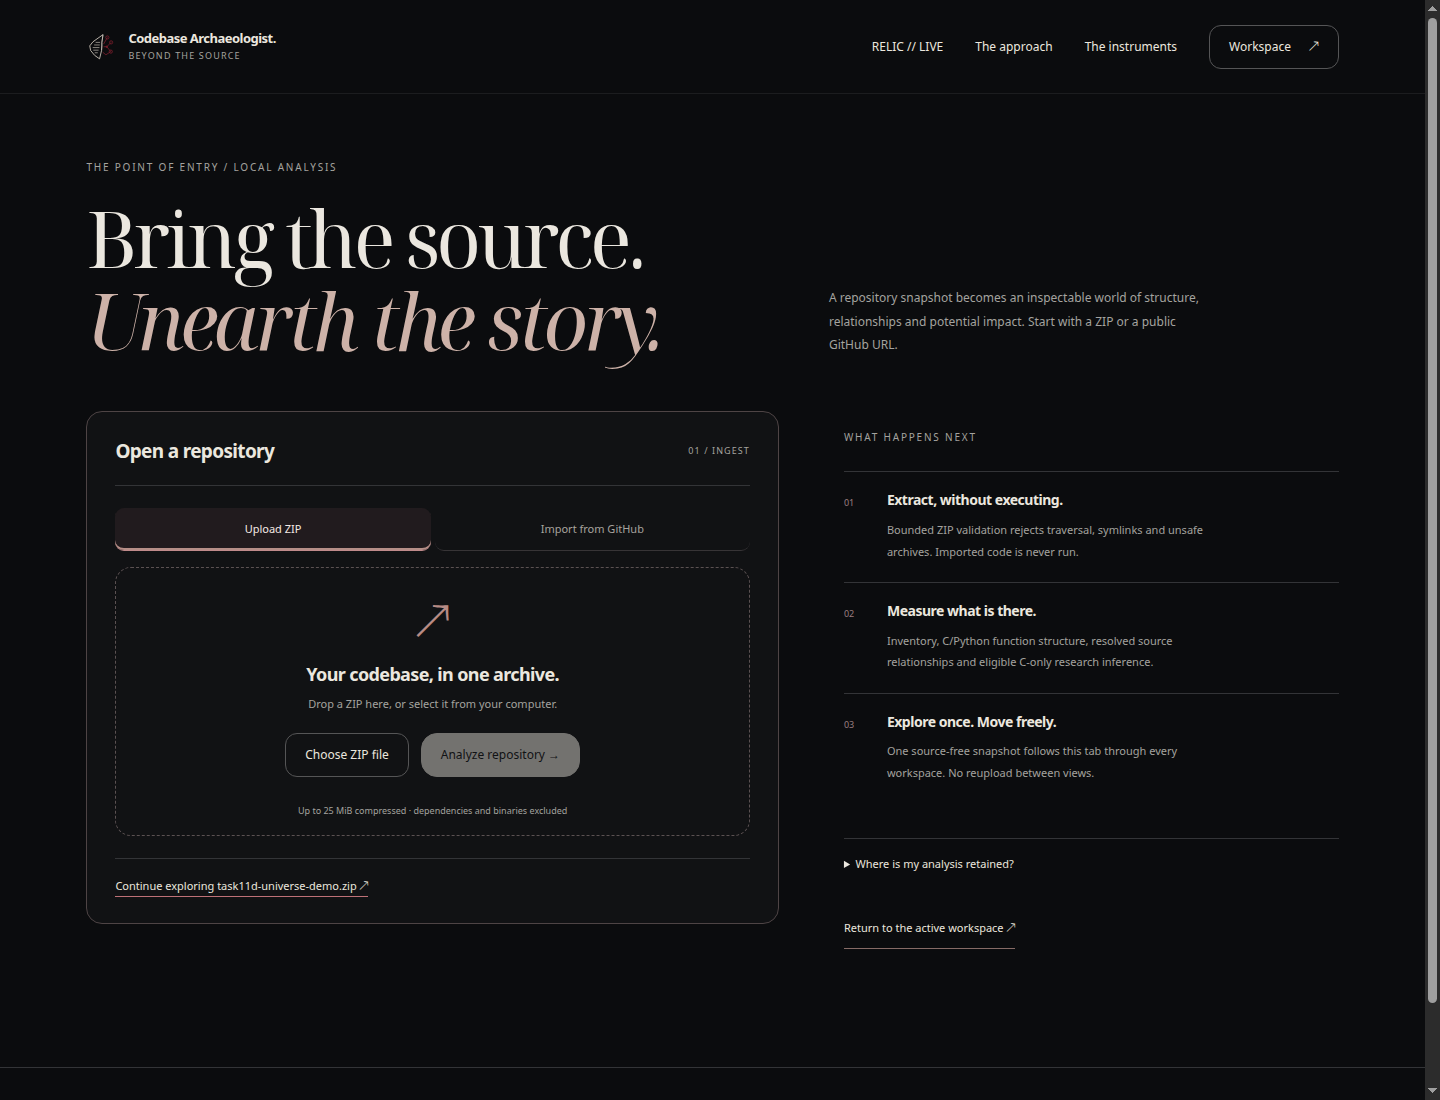 Codebase Archaeologist.
BEYOND THE SOURCE
RELIC // LIVE
The approach
The instruments
Workspace ↗
THE POINT OF ENTRY / LOCAL ANALYSIS
Bring the source.
Unearth the story.
A repository snapshot becomes an inspectable world of structure,
relationships and potential impact. Start with a ZIP or a public
GitHub URL.
Open a repository
01 / INGEST
Upload ZIP
Import from GitHub
Your codebase, in one archive.
Drop a ZIP here, or select it from your computer.
Choose ZIP file
Analyze repository →
Up to 25 MiB compressed · dependencies and binaries excluded
Continue exploring task11d-universe-demo.zip ↗
WHAT HAPPENS NEXT
01
Extract, without executing.
Bounded ZIP validation rejects traversal, symlinks and unsafe
archives. Imported code is never run.
02
Measure what is there.
Inventory, C/Python function structure, resolved source
relationships and eligible C-only research inference.
03
Explore once. Move freely.
One source-free snapshot follows this tab through every
workspace. No reupload between views.
▶ Where is my analysis retained?
Return to the active workspace ↗